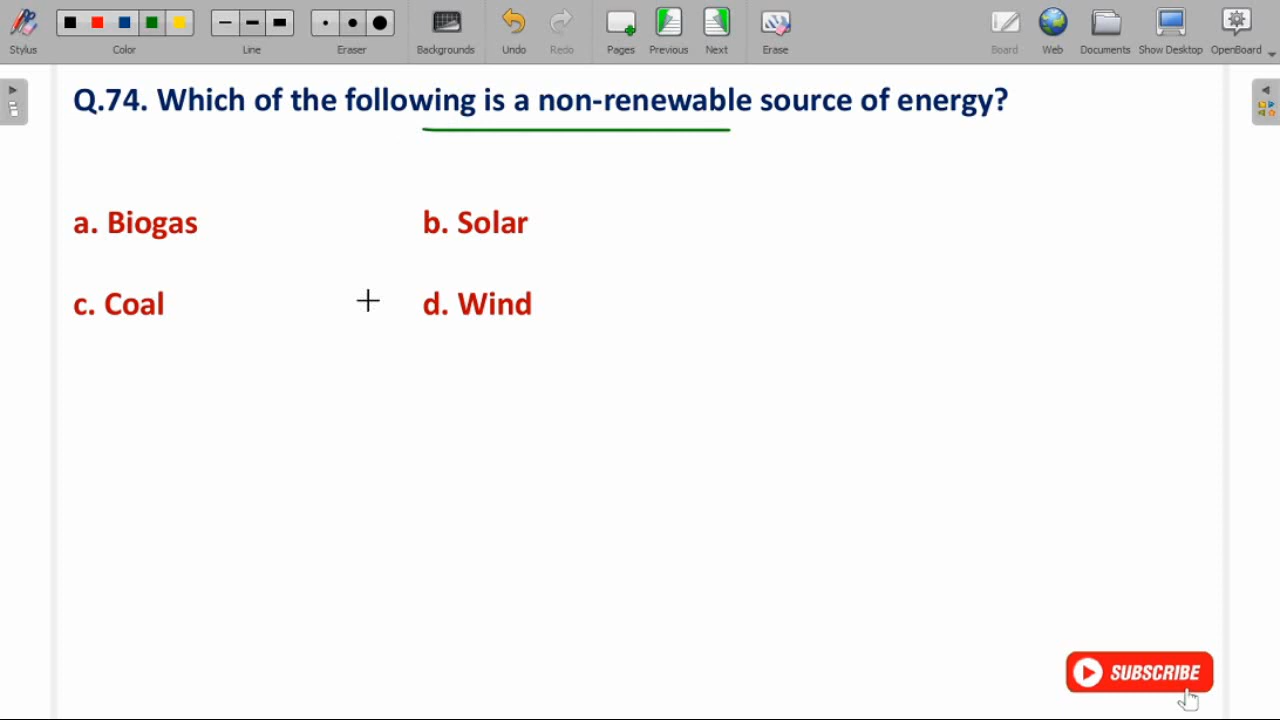 Stylus Color Line Eraser Backgrounds Undo Redo Pages Previous Next Erase Board Web Documents Show Desktop OpenBoard
Q.74. Which of the following is a non-renewable source of energy?
a. Biogas b. Solar
c. Coal d. Wind
SUBSCRIBE